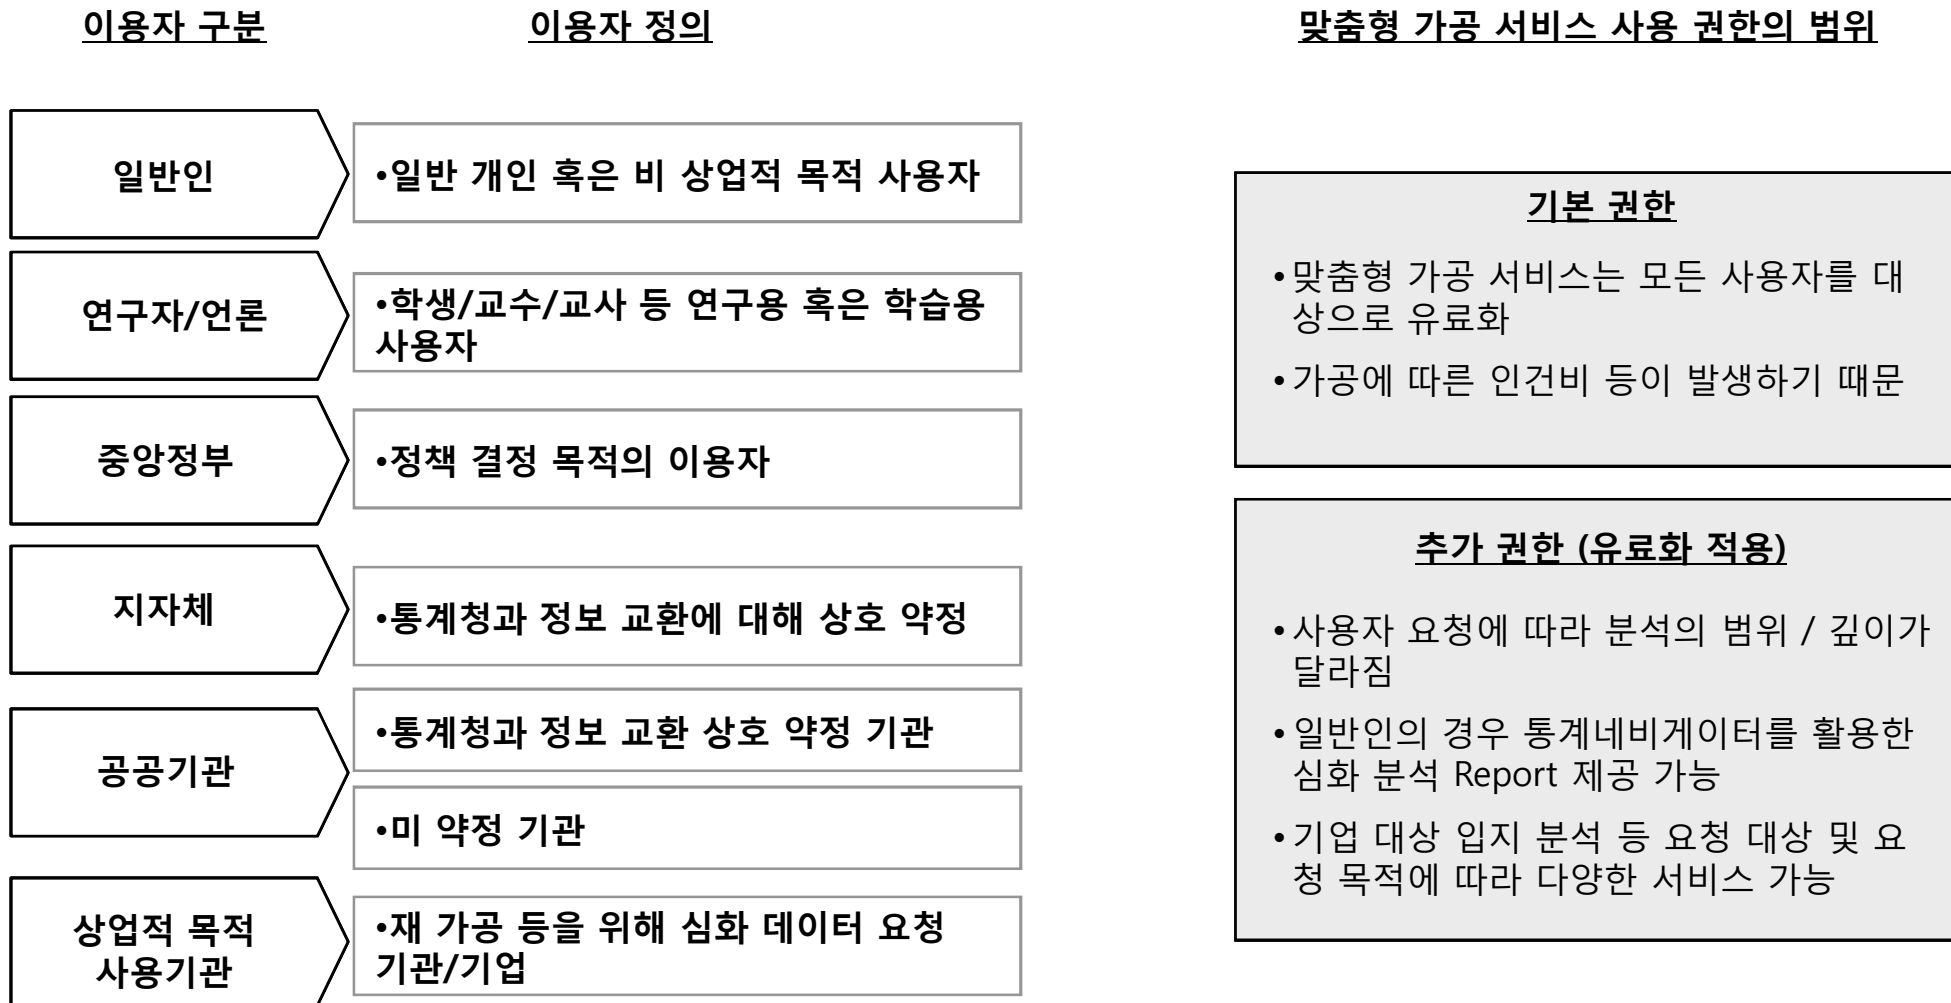 이용자 구분
이용자 정의
맞춤형 가공 서비스 사용 권한의 범위
일반인
•일반 개인 혹은 비 상업적 목적 사용자
연구자/언론
•학생/교수/교사 등 연구용 혹은 학습용
사용자
중앙정부
•정책 결정 목적의 이용자
지자체
•통계청과 정보 교환에 대해 상호 약정
공공기관
•통계청과 정보 교환 상호 약정 기관
•미 약정 기관
상업적 목적
사용기관
•재 가공 등을 위해 심화 데이터 요청
기관/기업
기본 권한
•맞춤형 가공 서비스는 모든 사용자를 대
상으로 유료화
•가공에 따른 인건비 등이 발생하기 때문
추가 권한 (유료화 적용)
•사용자 요청에 따라 분석의 범위 / 깊이가
달라짐
•일반인의 경우 통계네비게이터를 활용한
심화 분석 Report 제공 가능
•기업 대상 입지 분석 등 요청 대상 및 요
청 목적에 따라 다양한 서비스 가능